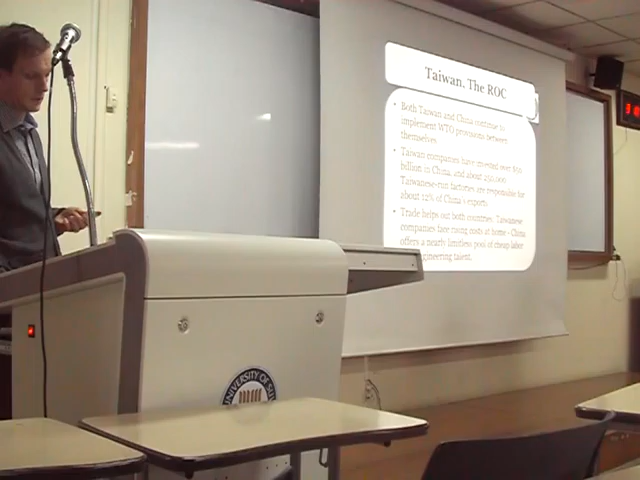 Taiwan, The ROC
• Both Taiwan and China continue to
implement WTO provisions between
themselves
• Taiwan companies have invested over $150
billion in China, and about 250,000
Taiwanese-run factories are responsible for
about 12% of China's exports
• Trade helps out both countries: Taiwanese
companies face rising costs at home - China
offers a nearly limitless pool of cheap labor
gineering talent.
UNIVERSITY OF